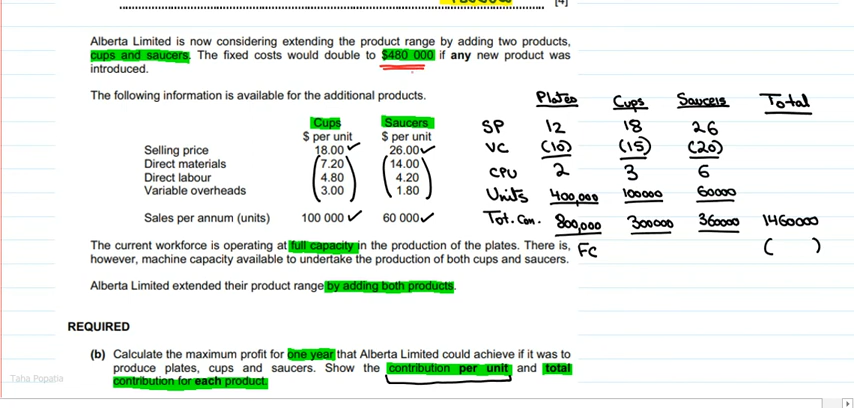 [4]
Alberta Limited is now considering extending the product range by adding two products,
cups and saucers. The fixed costs would double to $480 000 if any new product was
introduced.
The following information is available for the additional products.
Plates Cups Saucers Total
Cups Saucers
$ per unit $ per unit
SP 12 18 26
Selling price 18.00 26.00
VC (10) (15) (20)
Direct materials 7.20 14.00
Direct labour 4.80 4.20
CPU 2 3 6
Variable overheads 3.00 1.80
Units 400,000 100000 60000
Sales per annum (units) 100 000 60 000
Tot. Con. 800,000 300000 360000 1460000
The current workforce is operating at full capacity in the production of the plates. There is,
FC ( )
however, machine capacity available to undertake the production of both cups and saucers.
Alberta Limited extended their product range by adding both products.
REQUIRED
(b) Calculate the maximum profit for one year that Alberta Limited could achieve if it was to
produce plates, cups and saucers. Show the contribution per unit and total
contribution for each product.
Taha Popatia